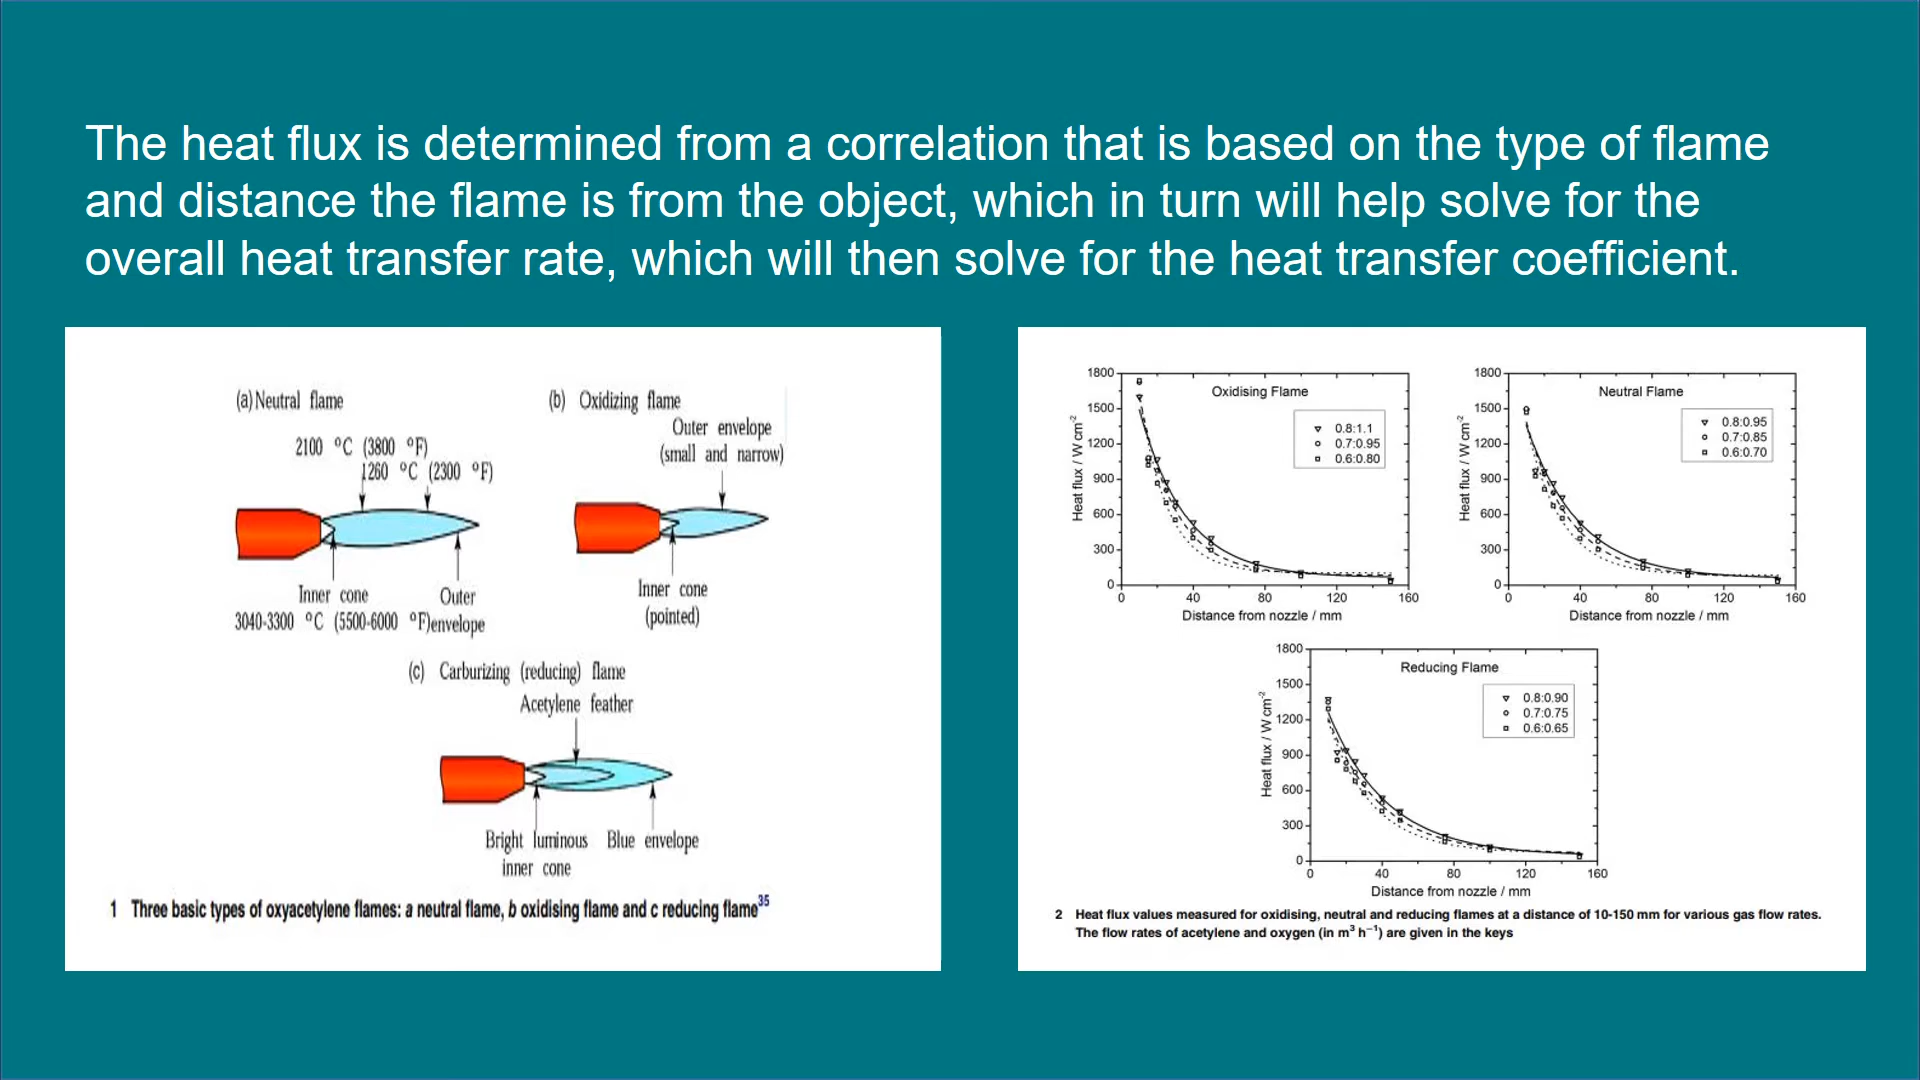 The heat flux is determined from a correlation that is based on the type of flame
and distance the flame is from the object, which in turn will help solve for the
overall heat transfer rate, which will then solve for the heat transfer coefficient.
(a) Neutral flame
2100 °C (3800 °F)
1260 °C (2300 °F)
Inner cone
3040-3300 °C (5500-6000 °F)
Outer
envelope
(b) Oxidizing flame
Outer envelope
(small and narrow)
Inner cone
(pointed)
(c) Carburizing (reducing) flame
Acetylene feather
Bright luminous
inner cone
Blue envelope
1 Three basic types of oxyacetylene flames: a neutral flame, b oxidising flame and c reducing flame35
Oxidising Flame
0.8:1.1
0.7:0.95
0.6:0.80
Heat flux / W cm-2
1800
1500
1200
900
600
300
0
0 40 80 120 160
Distance from nozzle / mm
Neutral Flame
0.8:0.95
0.7:0.85
0.6:0.70
Heat flux / W cm-2
1800
1500
1200
900
600
300
0
0 40 80 120 160
Distance from nozzle / mm
Reducing Flame
0.8:0.90
0.7:0.75
0.6:0.65
Heat flux / W cm-2
1800
1500
1200
900
600
300
0
0 40 80 120 160
Distance from nozzle / mm
2 Heat flux values measured for oxidising, neutral and reducing flames at a distance of 10-150 mm for various gas flow rates.
The flow rates of acetylene and oxygen (in m3 h−1) are given in the keys